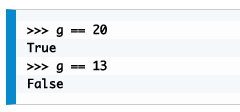 >>> g == 20
True
>>> g == 13
False